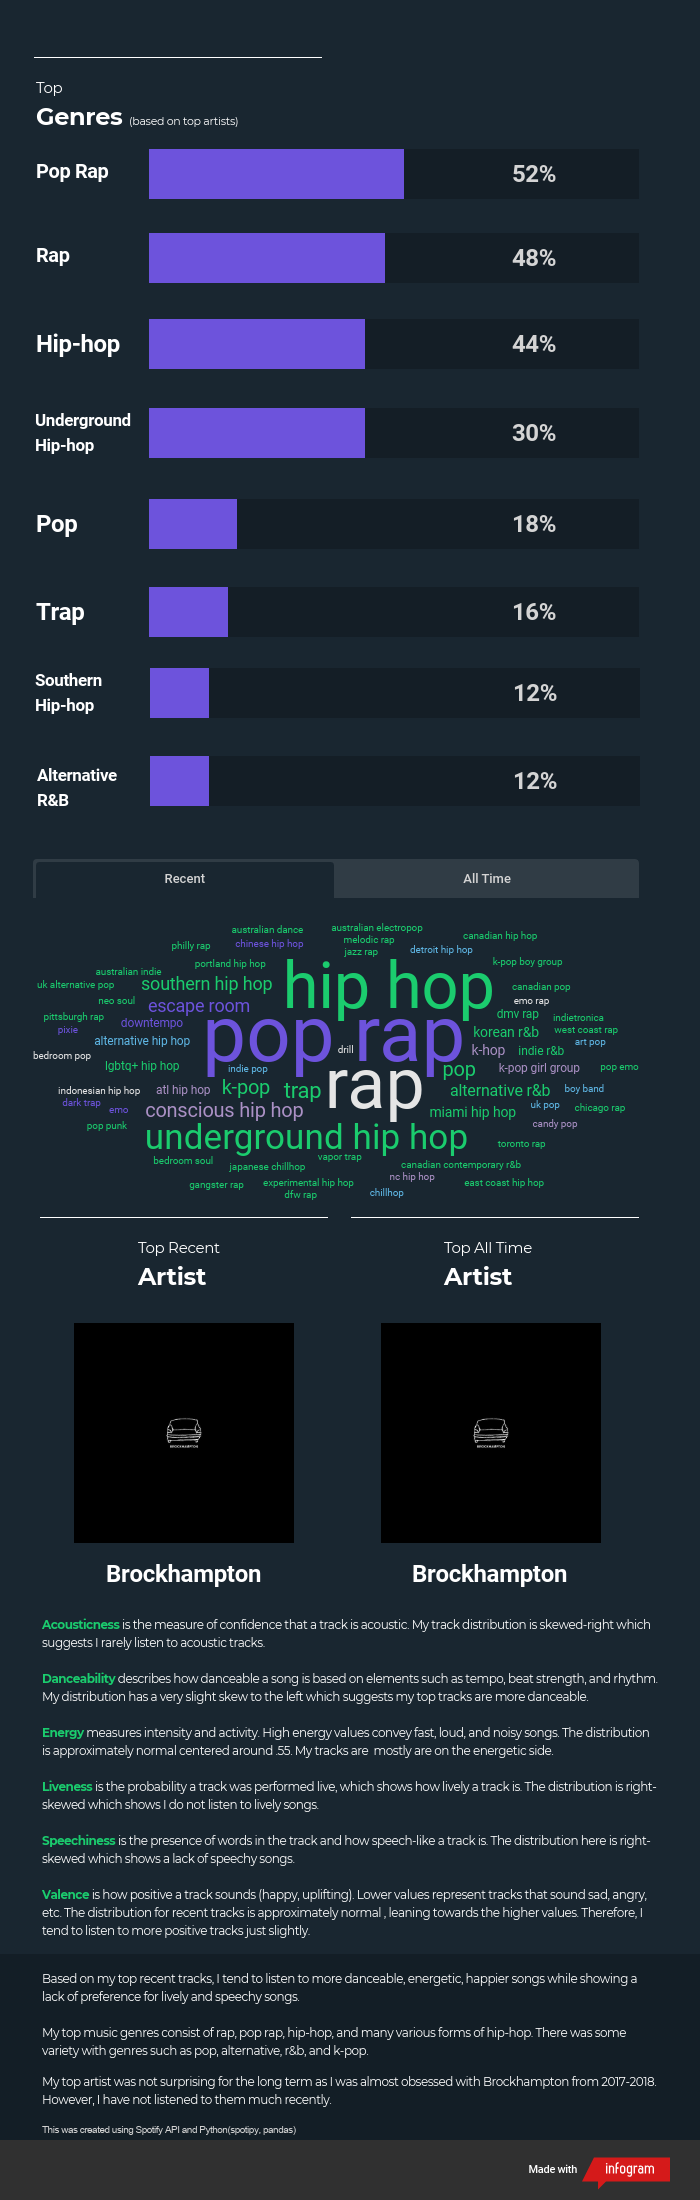 Top
Genres (based on top artists)
Pop Rap 52%
Rap 48%
Hip-hop 44%
Underground
Hip-hop 30%
Pop 18%
Trap 16%
Southern
Hip-hop 12%
Alternative
R&B 12%
Recent All Time
australian dance australian electropop
canadian hip hop
philly rap chinese hip hop melodic rap
jazz rap detroit hip hop
portland hip hop k-pop boy group
australian indie
uk alternative pop southern hip hop hip hop canadian pop
neo soul escape room emo rap
pittsburgh rap downtempo pop rap dmv rap indietronica
pixie korean r&b west coast rap
alternative hip hop art pop
bedroom pop drill k-hop indie r&b
lgbtq+ hip hop indie pop rap pop k-pop girl group pop emo
indonesian hip hop atl hip hop k-pop trap alternative r&b boy band
dark trap emo conscious hip hop miami hip hop uk pop chicago rap
pop punk candy pop
underground hip hop toronto rap
bedroom soul japanese chillhop vapor trap canadian contemporary r&b
nc hip hop
gangster rap experimental hip hop east coast hip hop
dfw rap chillhop
Top Recent
Artist
Top All Time
Artist
BROCKHAMPTON
BROCKHAMPTON
Brockhampton
Brockhampton
Acousticness is the measure of confidence that a track is acoustic. My track distribution is skewed-right which
suggests I rarely listen to acoustic tracks.
Danceability describes how danceable a song is based on elements such as tempo, beat strength, and rhythm.
My distribution has a very slight skew to the left which suggests my top tracks are more danceable.
Energy measures intensity and activity. High energy values convey fast, loud, and noisy songs. The distribution
is approximately normal centered around .55. My tracks are mostly are on the energetic side.
Liveness is the probability a track was performed live, which shows how lively a track is. The distribution is right-
skewed which shows I do not listen to lively songs.
Speechiness is the presence of words in the track and how speech-like a track is. The distribution here is right-
skewed which shows a lack of speechy songs.
Valence is how positive a track sounds (happy, uplifting). Lower values represent tracks that sound sad, angry,
etc. The distribution for recent tracks is approximately normal , leaning towards the higher values. Therefore, I
tend to listen to more positive tracks just slightly.
Based on my top recent tracks, I tend to listen to more danceable, energetic, happier songs while showing a
lack of preference for lively and speechy songs.
My top music genres consist of rap, pop rap, hip-hop, and many various forms of hip-hop. There was some
variety with genres such as pop, alternative, r&b, and k-pop.
My top artist was not surprising for the long term as I was almost obsessed with Brockhampton from 2017-2018.
However, I have not listened to them much recently.
This was created using Spotify API and Python(spotipy, pandas)
Made with infogram